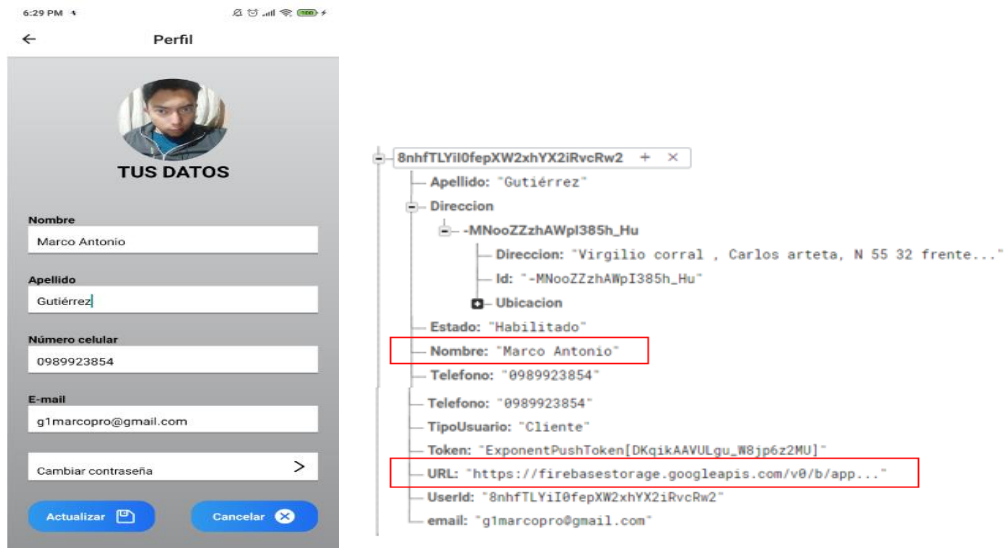 6:29 PM
100
Perfil
TUS DATOS
Nombre
Marco Antonio
Apellido
Gutiérrez
Número celular
0989923854
E-mail
g1marcopro@gmail.com
Cambiar contraseña
Actualizar
Cancelar
8nhfTLYiI0fepXW2xhYX2iRvcRw2
Apellido: "Gutiérrez"
Direccion
-MNooZZzhAWpI385h_Hu
Direccion: "Virgilio corral , Carlos arteta, N 55 32 frente..."
Id: "-MNooZZzhAWpI385h_Hu"
Ubicacion
Estado: "Habilitado"
Nombre: "Marco Antonio"
Telefono: "0989923854"
Telefono: "0989923854"
TipoUsuario: "Cliente"
Token: "ExponentPushToken[DKqikAAVULgu_W8jp6z2MU]"
URL: "https://firebasestorage.googleapis.com/v0/b/app..."
UserId: "8nhfTLYiI0fepXW2xhYX2iRvcRw2"
email: "g1marcopro@gmail.com"